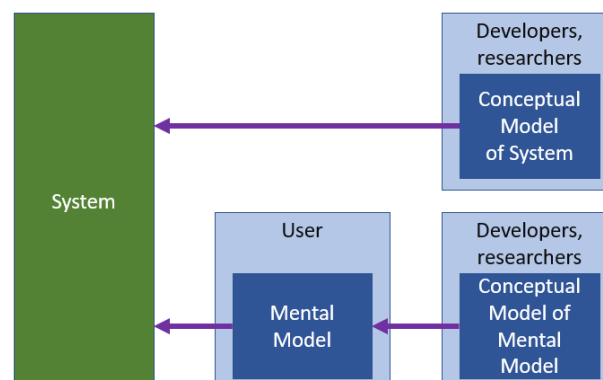 Developers,
researchers
Conceptual
Model
of System
System
User
Mental
Model
Developers,
researchers
Conceptual
Model of
Mental
Model